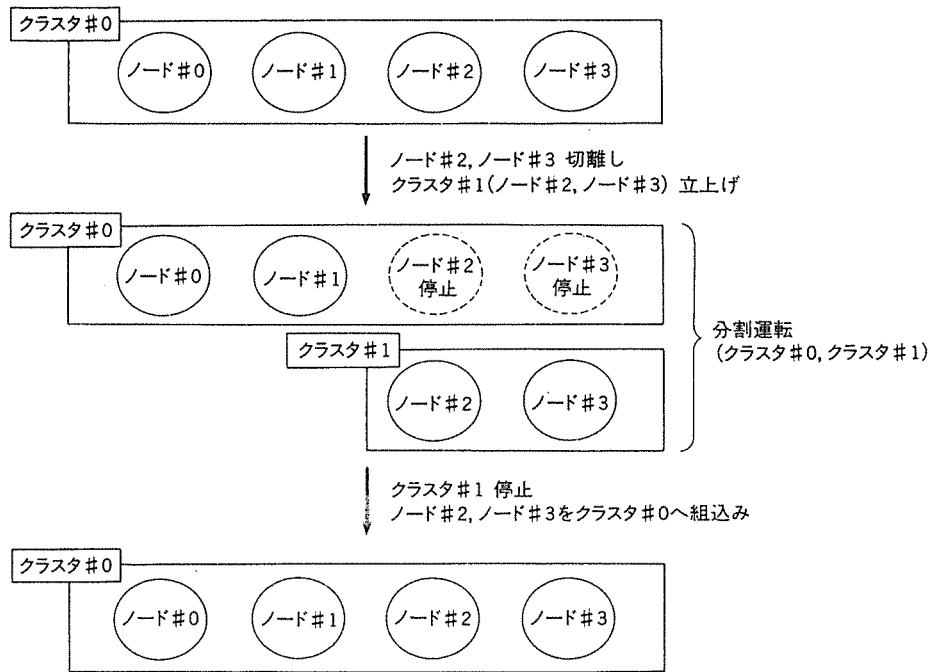 クラスタ#0
ノード#0
ノード#1
ノード#2
ノード#3
ノード#2, ノード#3 切離し
クラスタ#1(ノード#2, ノード#3) 立上げ
クラスタ#0
ノード#0
ノード#1
ノード#2
停止
ノード#3
停止
クラスタ#1
ノード#2
ノード#3
分割運転
(クラスタ#0, クラスタ#1)
クラスタ#1 停止
ノード#2, ノード#3をクラスタ#0へ組込み
クラスタ#0
ノード#0
ノード#1
ノード#2
ノード#3